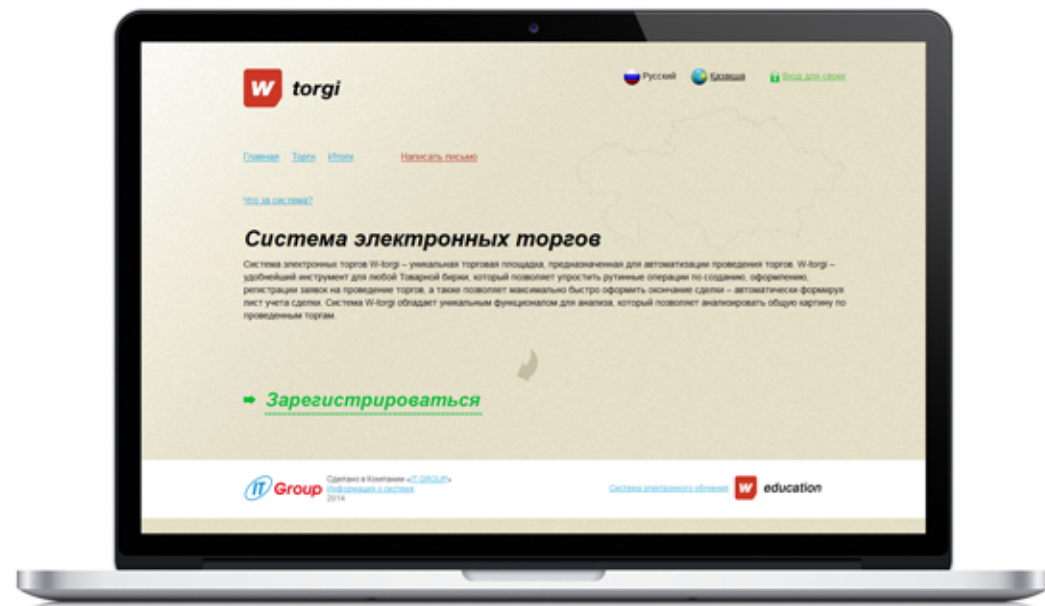 W torgi
Русский Қазақша Вход для своих
Главная Торги Итоги Написать письмо
Что за система?
Система электронных торгов
Система электронных торгов W-torgi – уникальная торговая площадка, предназначенная для автоматизации проведения торгов. W-torgi –
удобнейший инструмент для любой Товарной биржи, который позволяет упростить рутинные операции по созданию, оформлению,
регистрации заявок на проведение торгов, а также позволяет максимально быстро оформить окончание сделки – автоматически формируя
лист учета сделки. Система W-torgi обладает уникальным функционалом для анализа, который позволяет анализировать общую картину по
проведенным торгам.
Зарегистрироваться
IT Group
Сделано в Компании «IT GROUP»
Информация о системе
2014
Система электронного обучения W education